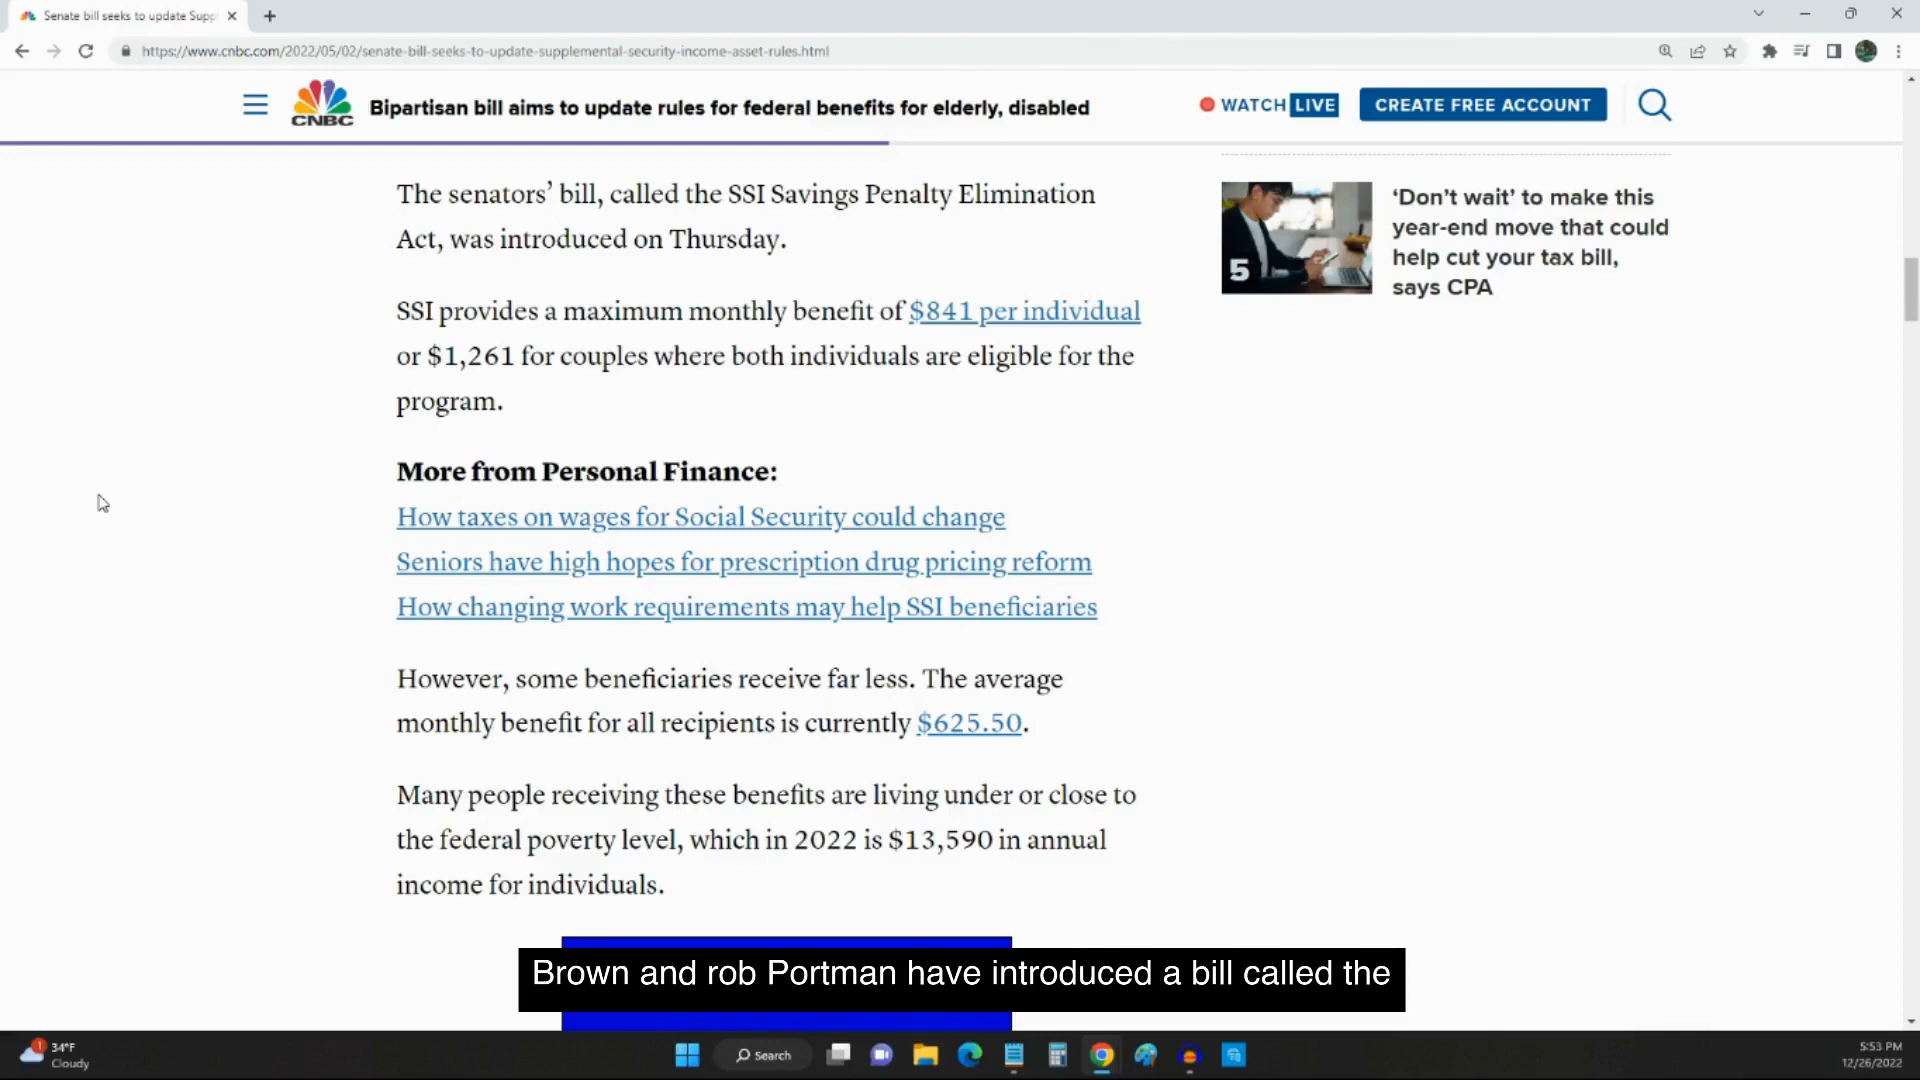 Senate bill seeks to update Supp
https://www.cnbc.com/2022/05/02/senate-bill-seeks-to-update-supplemental-security-income-asset-rules.html
CNBC
Bipartisan bill aims to update rules for federal benefits for elderly, disabled
WATCH LIVE
CREATE FREE ACCOUNT
The senators’ bill, called the SSI Savings Penalty Elimination
Act, was introduced on Thursday.
SSI provides a maximum monthly benefit of $841 per individual
or $1,261 for couples where both individuals are eligible for the
program.
More from Personal Finance:
How taxes on wages for Social Security could change
Seniors have high hopes for prescription drug pricing reform
How changing work requirements may help SSI beneficiaries
However, some beneficiaries receive far less. The average
monthly benefit for all recipients is currently $625.50.
Many people receiving these benefits are living under or close to
the federal poverty level, which in 2022 is $13,590 in annual
income for individuals.
5
‘Don’t wait’ to make this
year-end move that could
help cut your tax bill,
says CPA
Brown and rob Portman have introduced a bill called the
1
34°F
Cloudy
Search
5:53 PM
12/26/2022